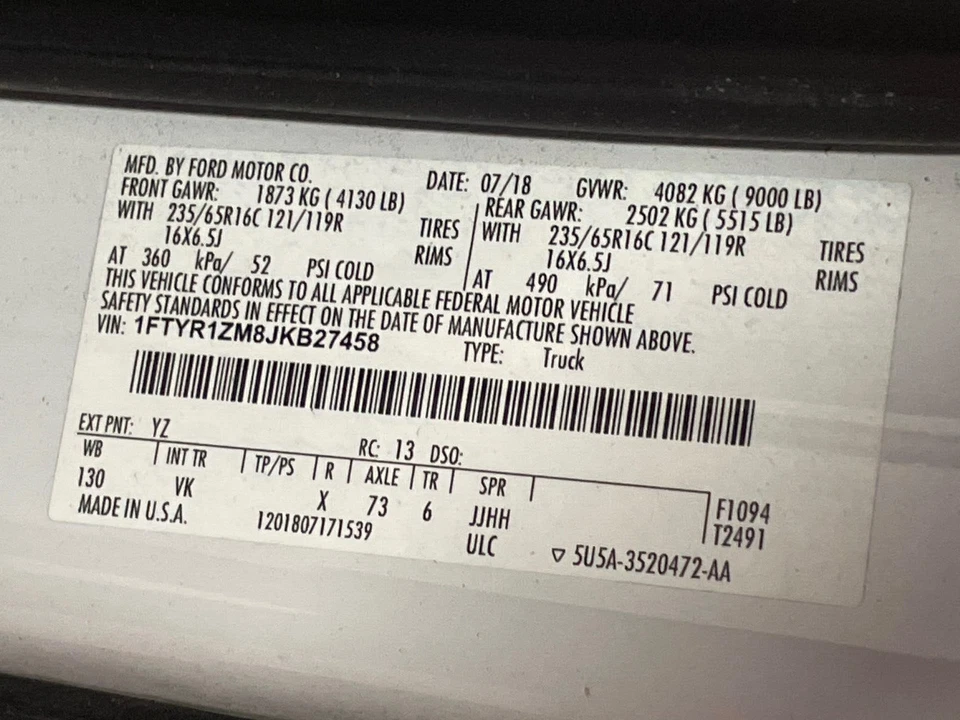 MFD. BY FORD MOTOR CO. DATE: 07/18 GVWR: 4082 KG ( 9000 LB)
FRONT GAWR: 1873 KG ( 4130 LB) REAR GAWR: 2502 KG ( 5515 LB)
WITH 235/65R16C 121/119R TIRES WITH 235/65R16C 121/119R TIRES
16X6.5J RIMS 16X6.5J RIMS
AT 360 kPa/ 52 PSI COLD AT 490 kPa/ 71 PSI COLD
THIS VEHICLE CONFORMS TO ALL APPLICABLE FEDERAL MOTOR VEHICLE
SAFETY STANDARDS IN EFFECT ON THE DATE OF MANUFACTURE SHOWN ABOVE.
VIN: 1FTYR1ZM8JKB27458 TYPE: Truck
EXT PNT: YZ RC: 13 DSO:
WB INT TR TP/PS R AXLE TR SPR
130 VK X 73 6 JJHH F1094
MADE IN U.S.A. 1201807171539 ULC T2491
▽ 5U5A-3520472-AA